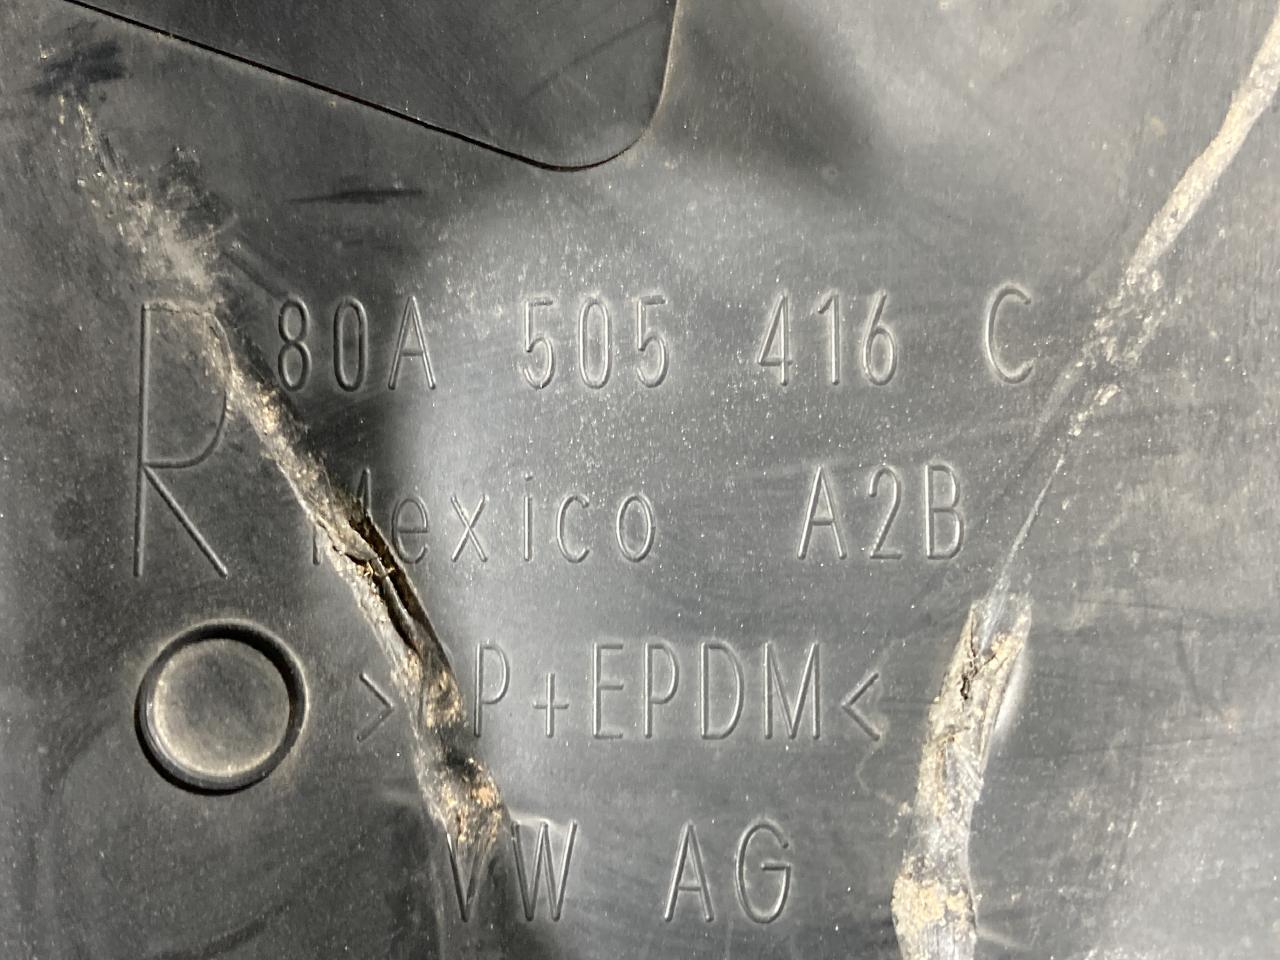 R 80A 505 416 C
Mexico A2B
>P+EPDM<
VW AG